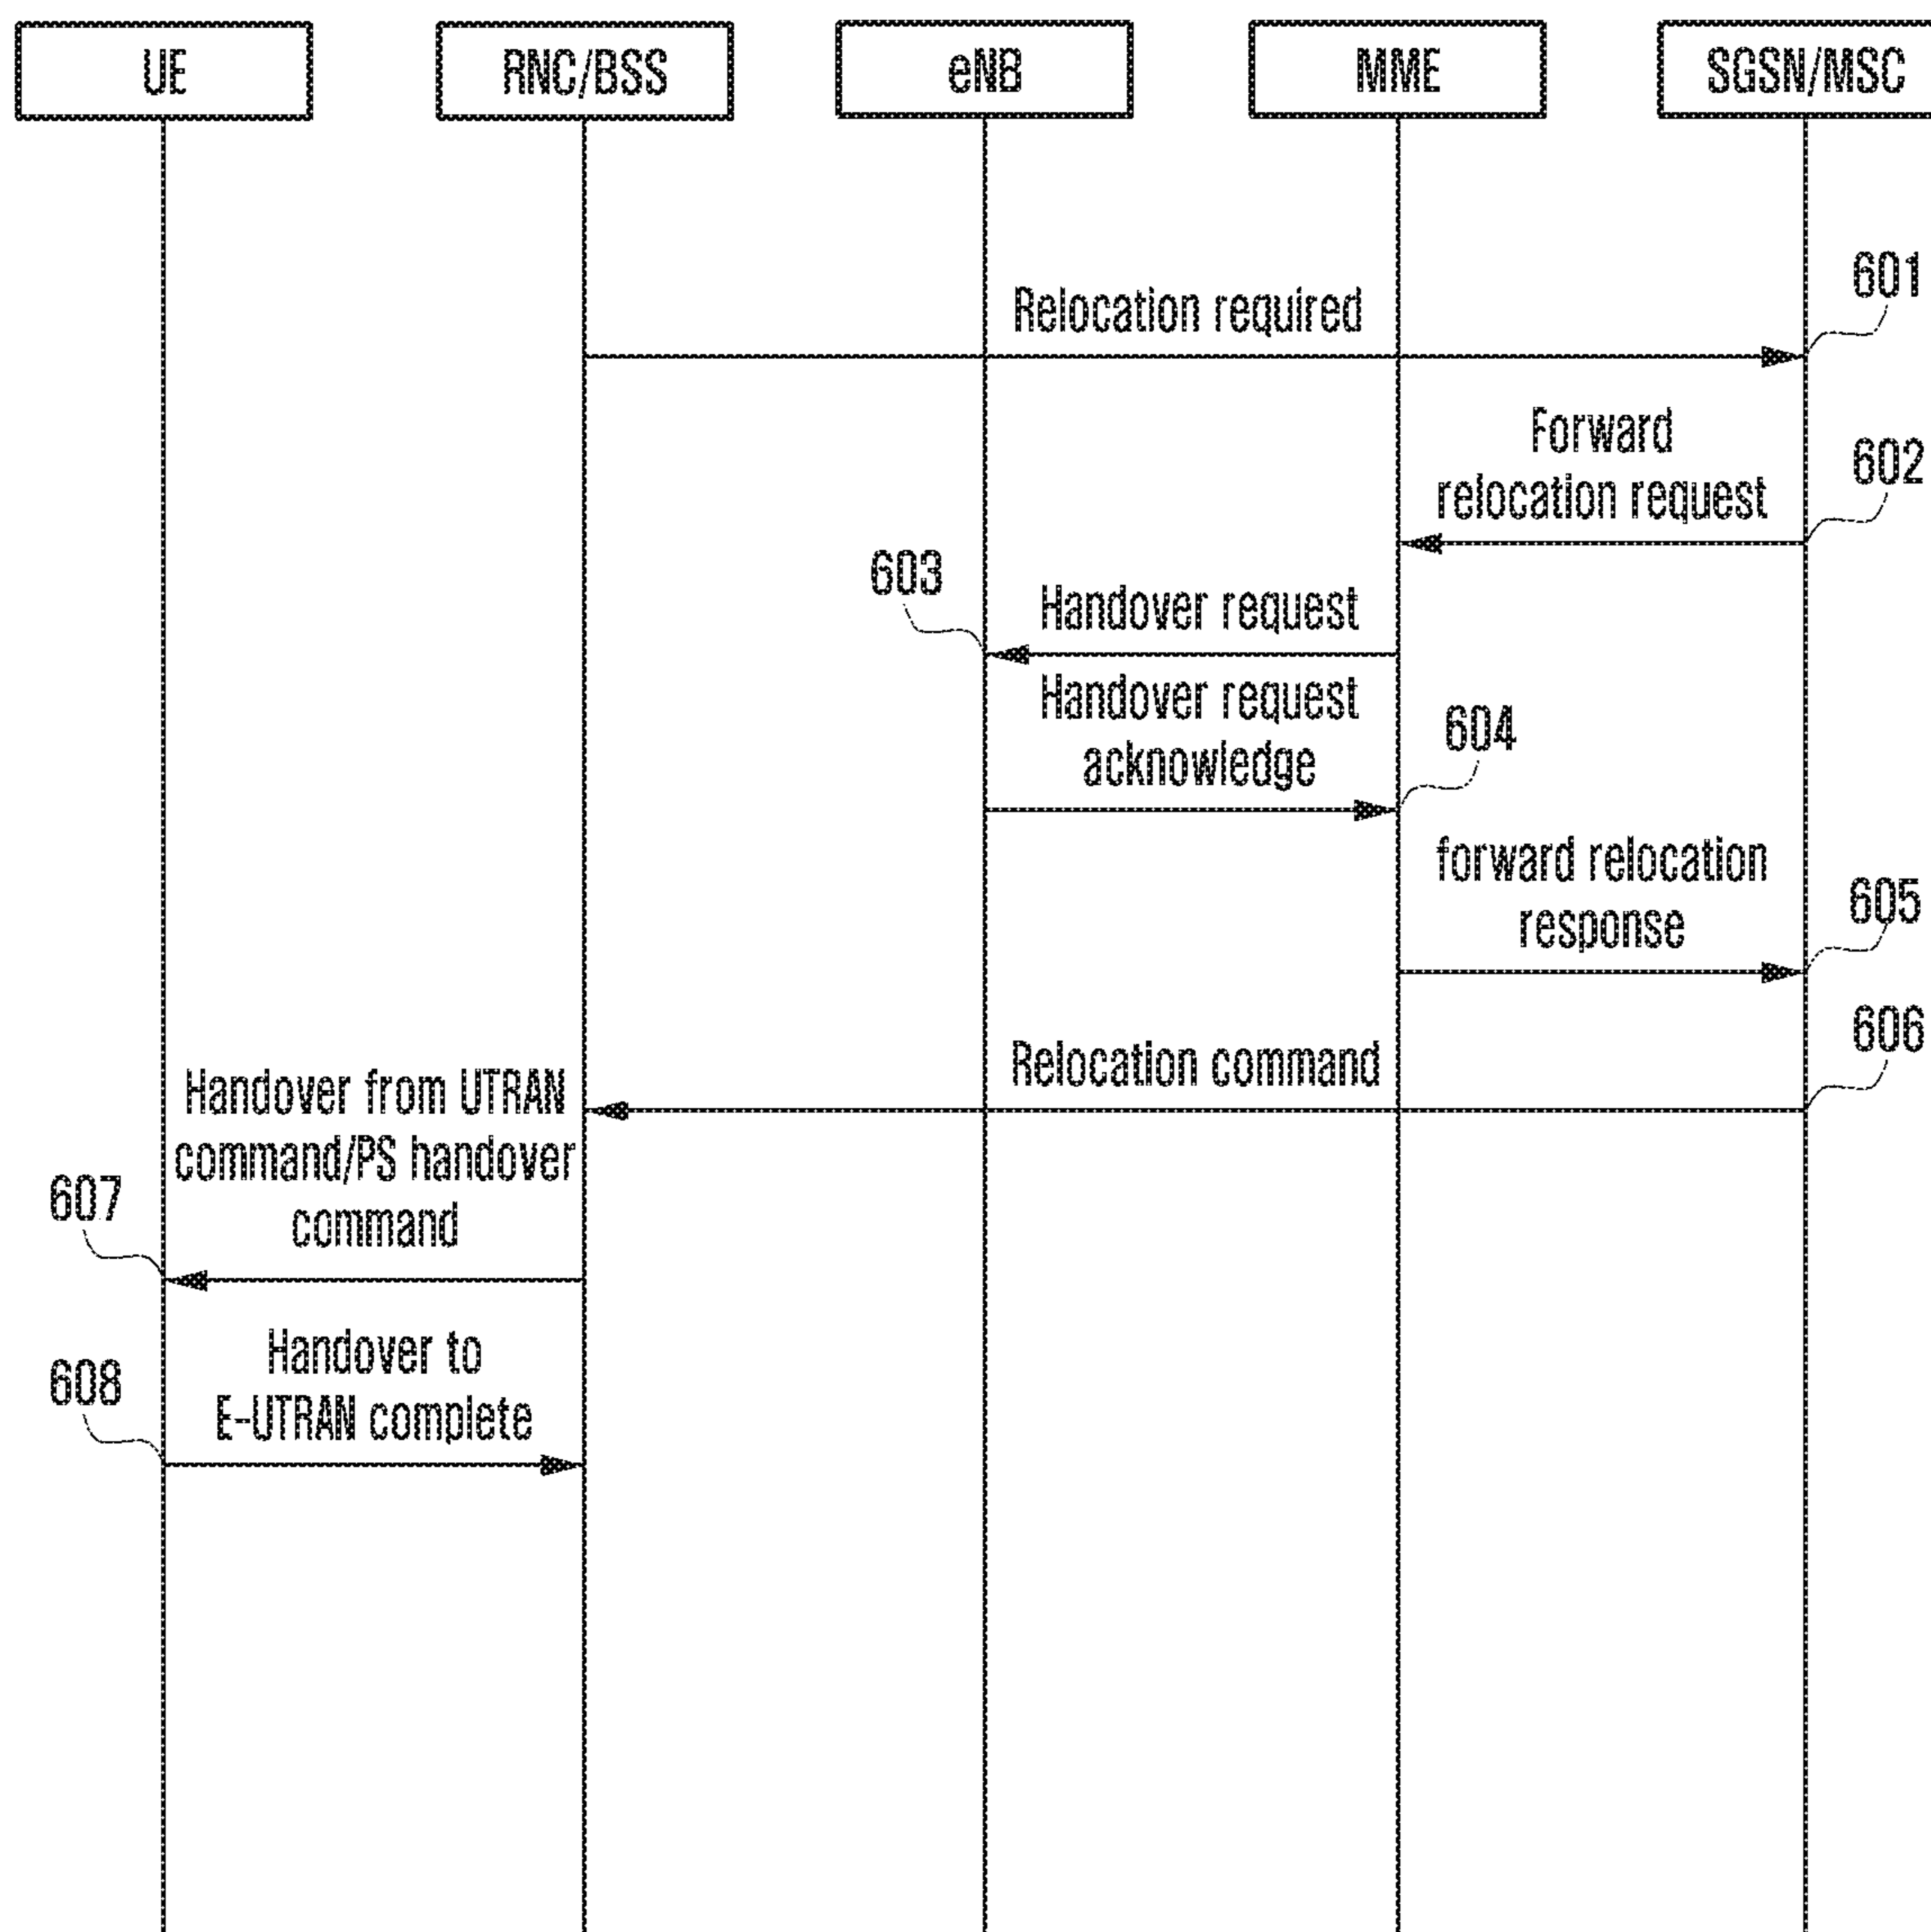 UE
RNC/BSS
eNB
MME
SGSN/MSC
601
Relocation required
Forward
relocation request
602
603
Handover request
Handover request
acknowledge
604
forward relocation
response
605
606
Relocation command
Handover from UTRAN
command/PS handover
command
607
Handover to
E-UTRAN complete
608